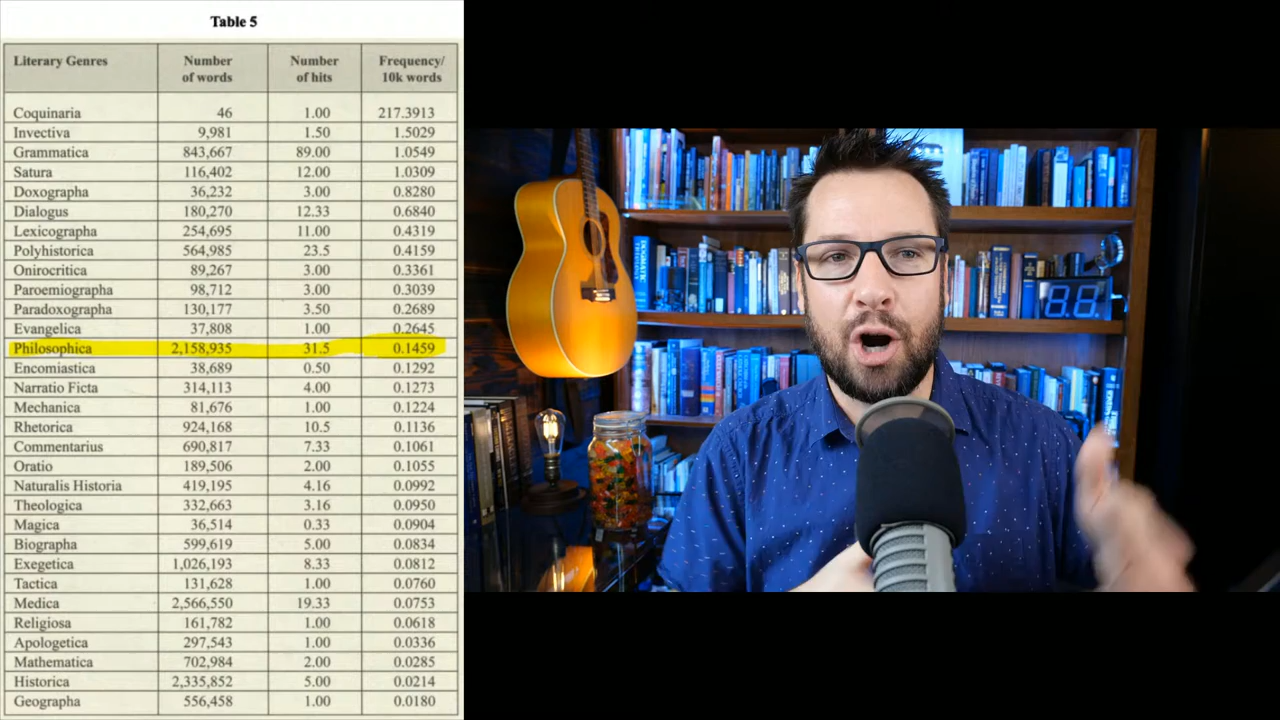 Table 5
Literary Genres Number of words Number of hits Frequency/ 10k words
Coquinaria 46 1.00 217.3913
Invectiva 9,981 1.50 1.5029
Grammatica 843,667 89.00 1.0549
Satura 116,402 12.00 1.0309
Doxographa 36,232 3.00 0.8280
Dialogus 180,270 12.33 0.6840
Lexicographa 254,695 11.00 0.4319
Polyhistorica 564,985 23.5 0.4159
Onirocritica 89,267 3.00 0.3361
Paroemiographa 98,712 3.00 0.3039
Paradoxographa 130,177 3.50 0.2689
Evangelica 37,808 1.00 0.2645
Philosophica 2,158,935 31.5 0.1459
Encomiastica 38,689 0.50 0.1292
Narratio Ficta 314,113 4.00 0.1273
Mechanica 81,676 1.00 0.1224
Rhetorica 924,168 10.5 0.1136
Commentarius 690,817 7.33 0.1061
Oratio 189,506 2.00 0.1055
Naturalis Historia 419,195 4.16 0.0992
Theologica 332,663 3.16 0.0950
Magica 36,514 0.33 0.0904
Biographa 599,619 5.00 0.0834
Exegetica 1,026,193 8.33 0.0812
Tactica 131,628 1.00 0.0760
Medica 2,566,550 19.33 0.0753
Religiosa 161,782 1.00 0.0618
Apologetica 297,543 1.00 0.0336
Mathematica 702,984 2.00 0.0285
Historica 2,335,852 5.00 0.0214
Geographa 556,458 1.00 0.0180